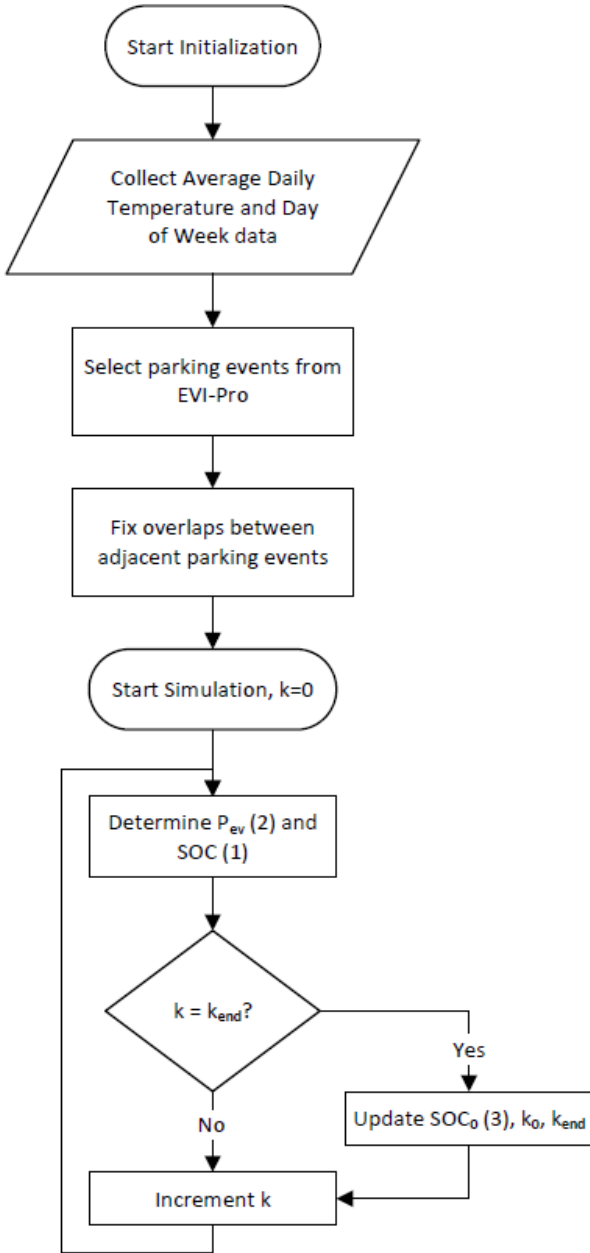 Start Initialization
Collect Average Daily
Temperature and Day
of Week data
Select parking events from
EVI-Pro
Fix overlaps between
adjacent parking events
Start Simulation, k=0
Determine Pₑᵥ (2) and
SOC (1)
k = kₑₙd?
Yes
No
Update SOC₀ (3), k₀, kₑₙd
Increment k